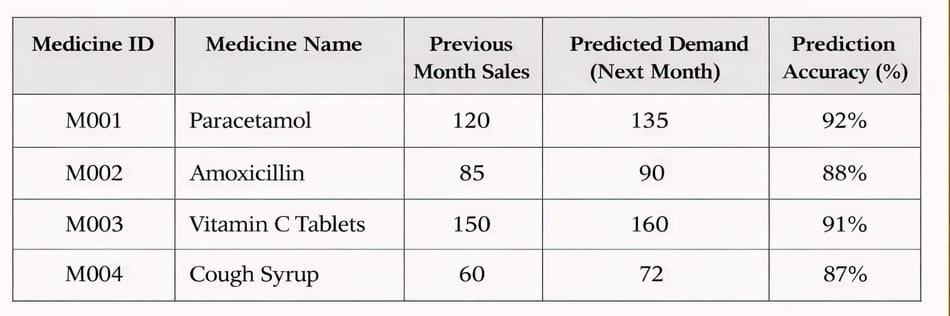 Medicine ID Medicine Name Previous Month Sales Predicted Demand (Next Month) Prediction Accuracy (%)
M001 Paracetamol 120 135 92%
M002 Amoxicillin 85 90 88%
M003 Vitamin C Tablets 150 160 91%
M004 Cough Syrup 60 72 87%